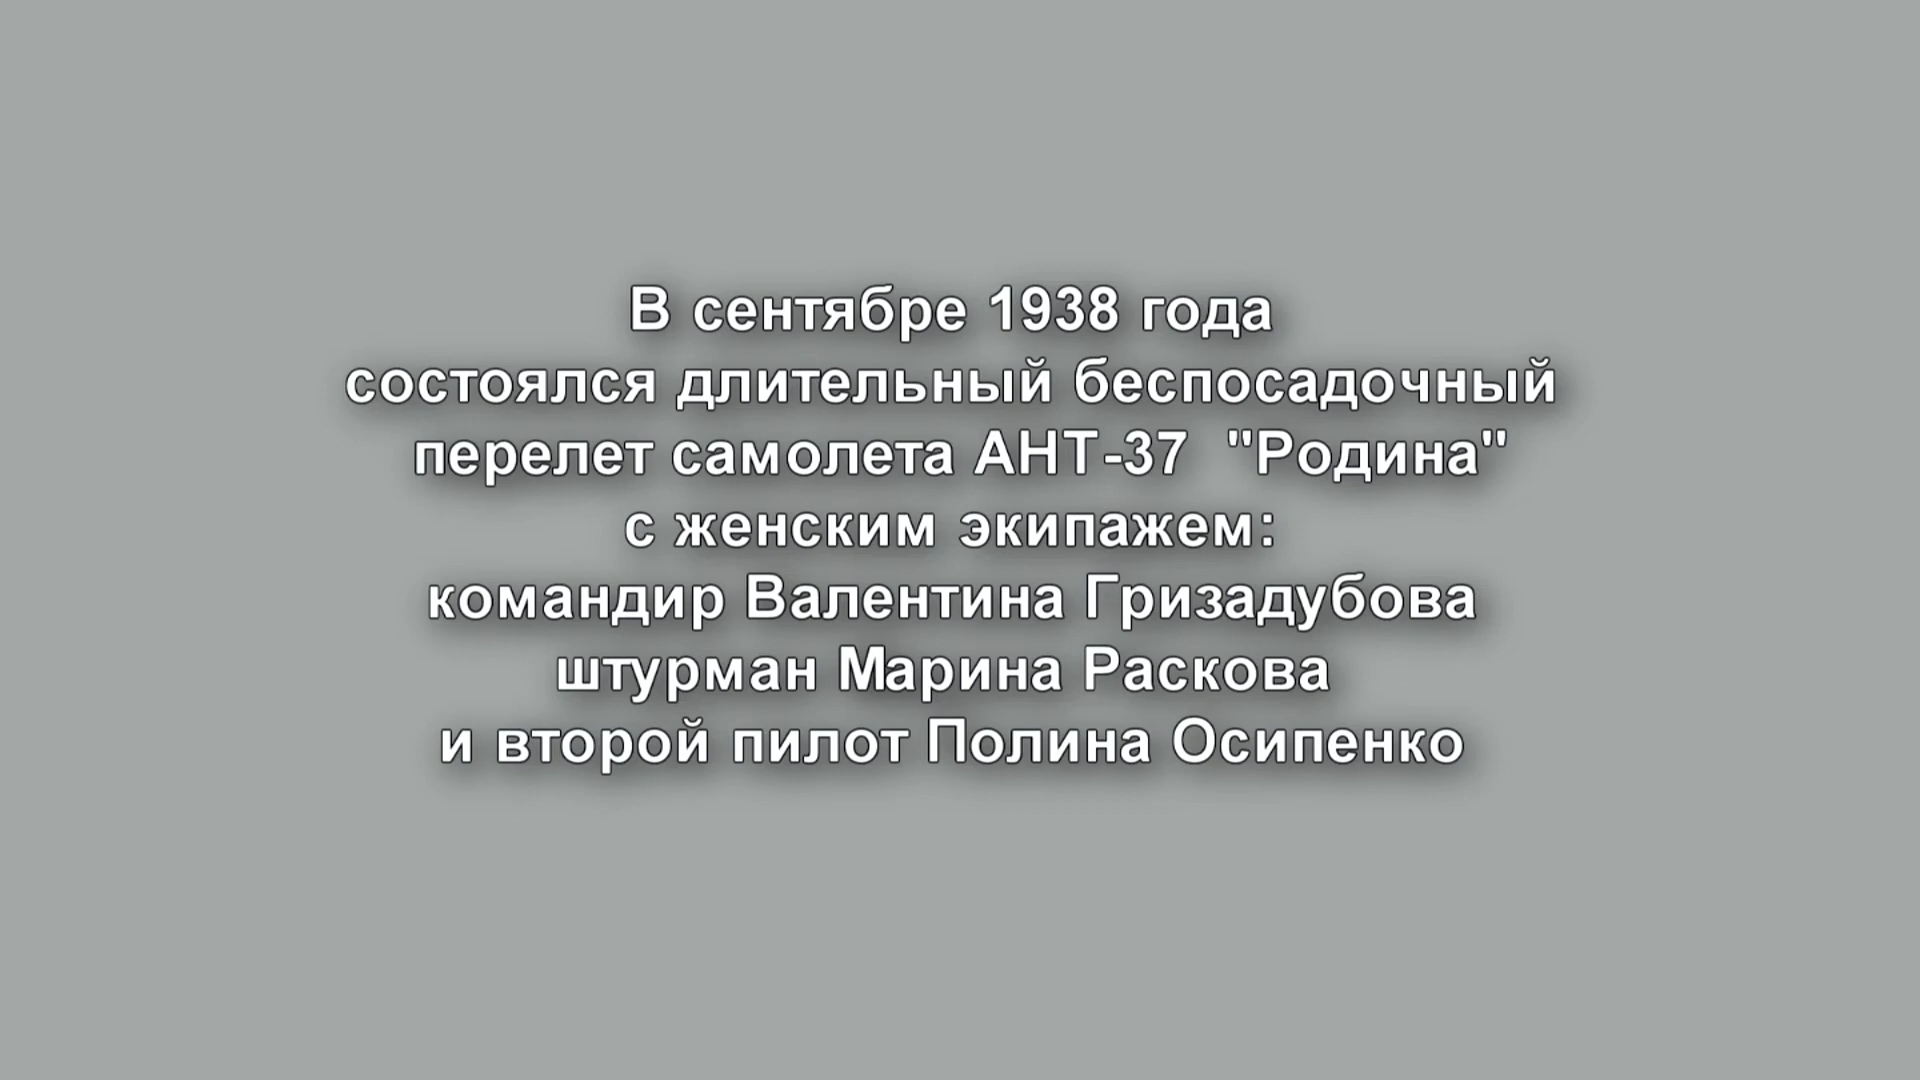 В сентябре 1938 года
состоялся длительный беспосадочный
перелет самолета АНТ-37 "Родина"
с женским экипажем:
командир Валентина Гризадубова
штурман Марина Раскова
и второй пилот Полина Осипенко